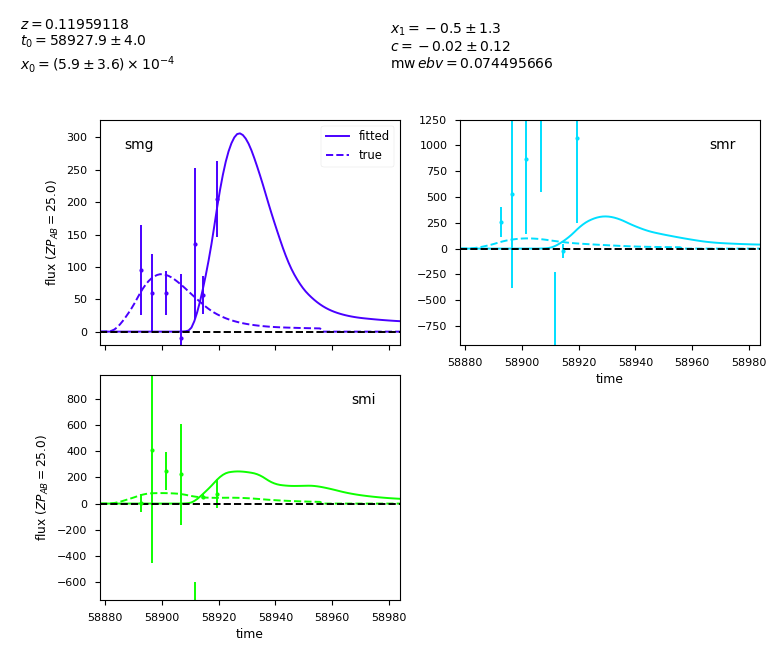 z = 0.11959118
t₀ = 58927.9 ± 4.0
x₀ = (5.9 ± 3.6) × 10⁻⁴
x₁ = −0.5 ± 1.3
c = −0.02 ± 0.12
mw ebv = 0.074495666
smg
fitted
true
300
250
200
150
100
50
0
flux (ZP_AB = 25.0)
smr
1250
1000
750
500
250
0
−250
−500
−750
58880 58900 58920 58940 58960 58980
time
smi
800
600
400
200
0
−200
−400
−600
flux (ZP_AB = 25.0)
58880 58900 58920 58940 58960 58980
time